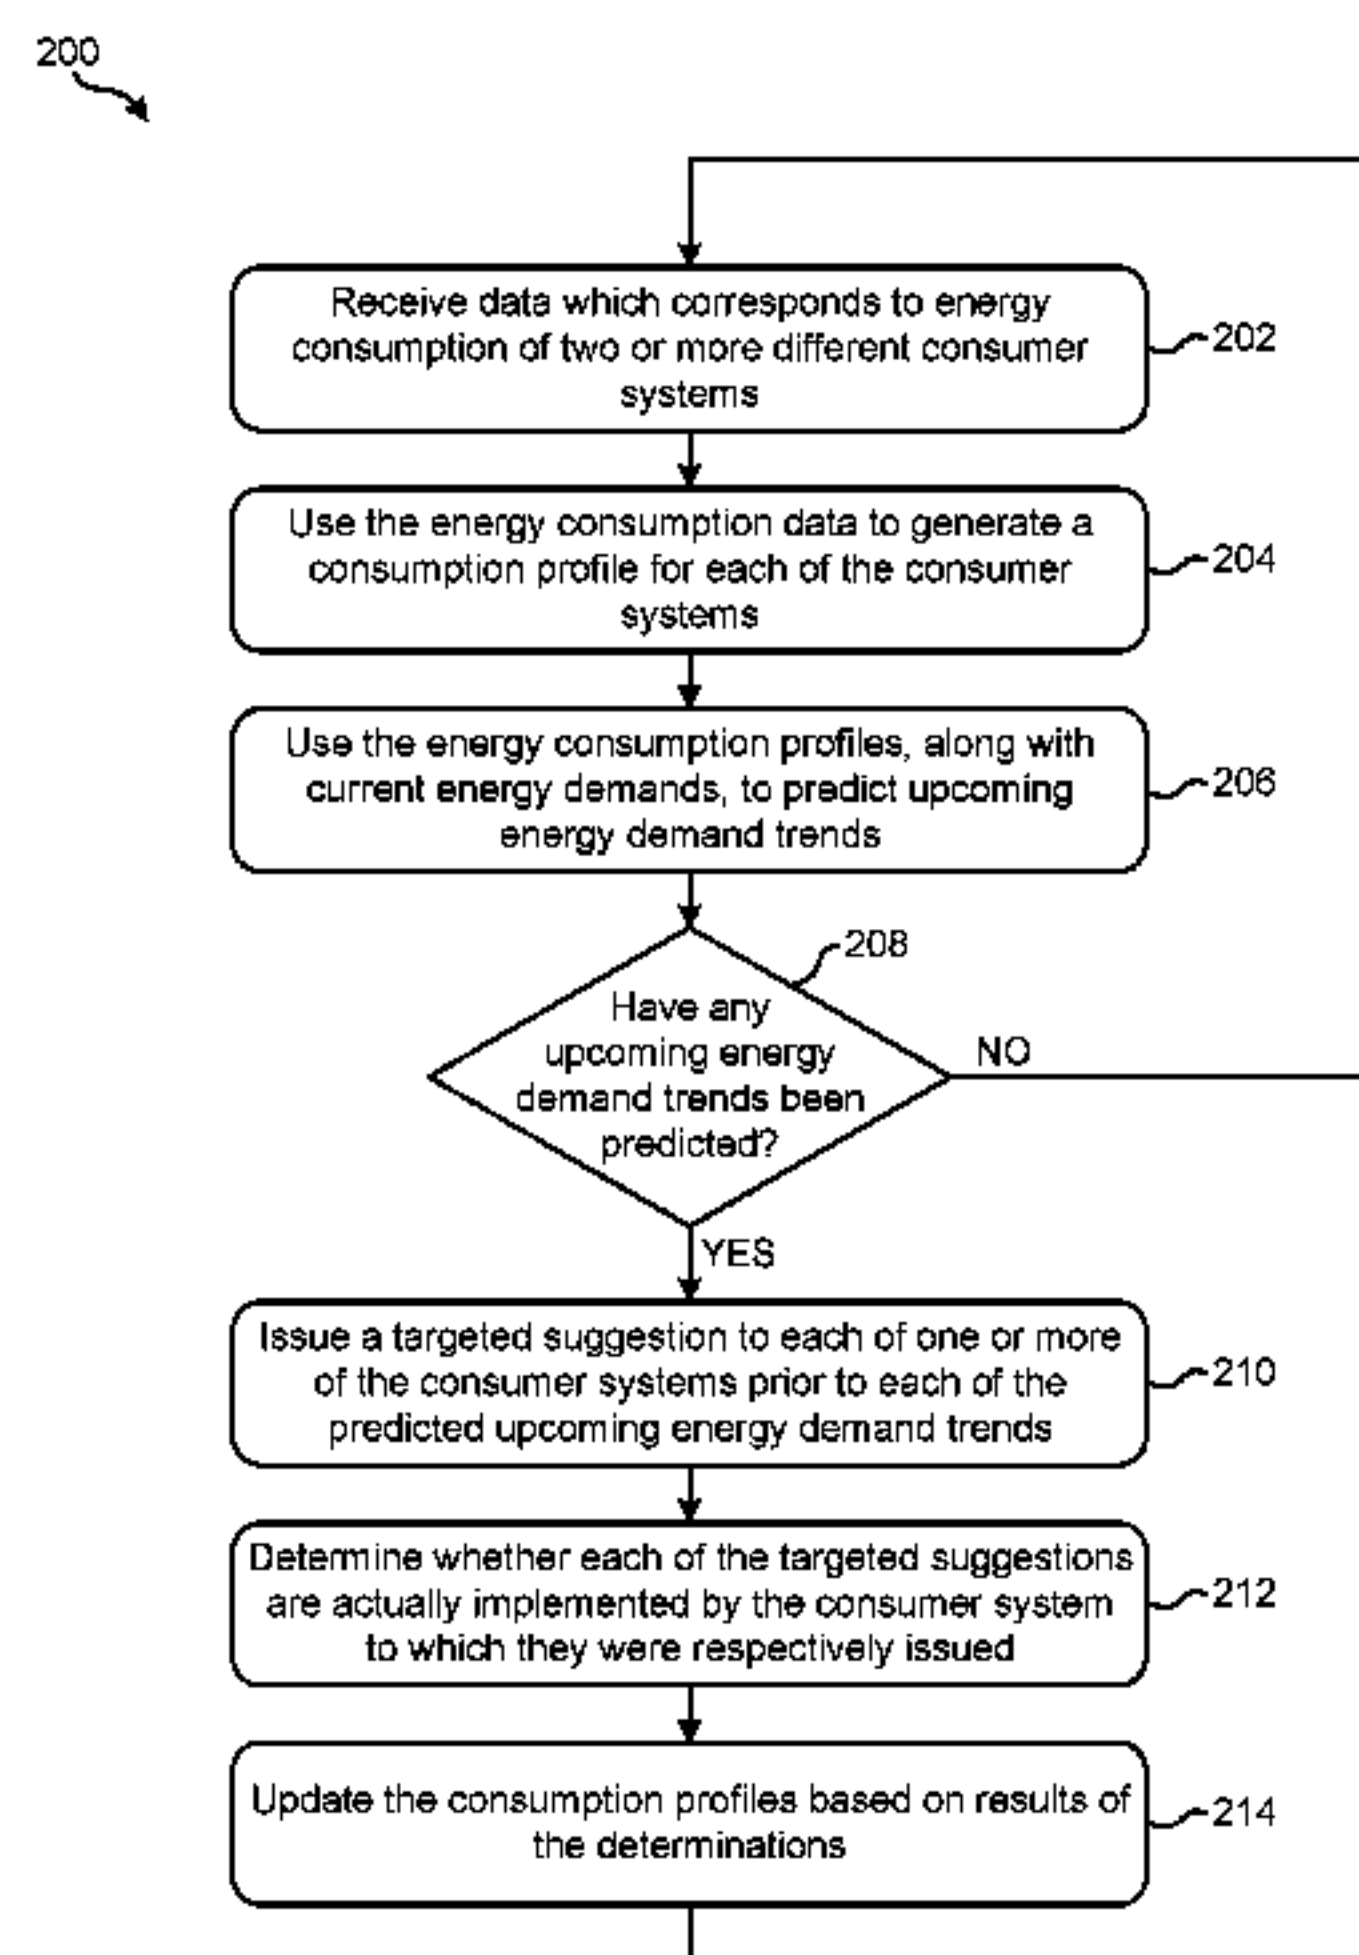 200
Receive data which corresponds to energy
consumption of two or more different consumer
systems
202
Use the energy consumption data to generate a
consumption profile for each of the consumer
systems
204
Use the energy consumption profiles, along with
current energy demands, to predict upcoming
energy demand trends
206
208
Have any
upcoming energy
demand trends been
predicted?
NO
YES
Issue a targeted suggestion to each of one or more
of the consumer systems prior to each of the
predicted upcoming energy demand trends
210
Determine whether each of the targeted suggestions
are actually implemented by the consumer system
to which they were respectively issued
212
Update the consumption profiles based on results of
the determinations
214